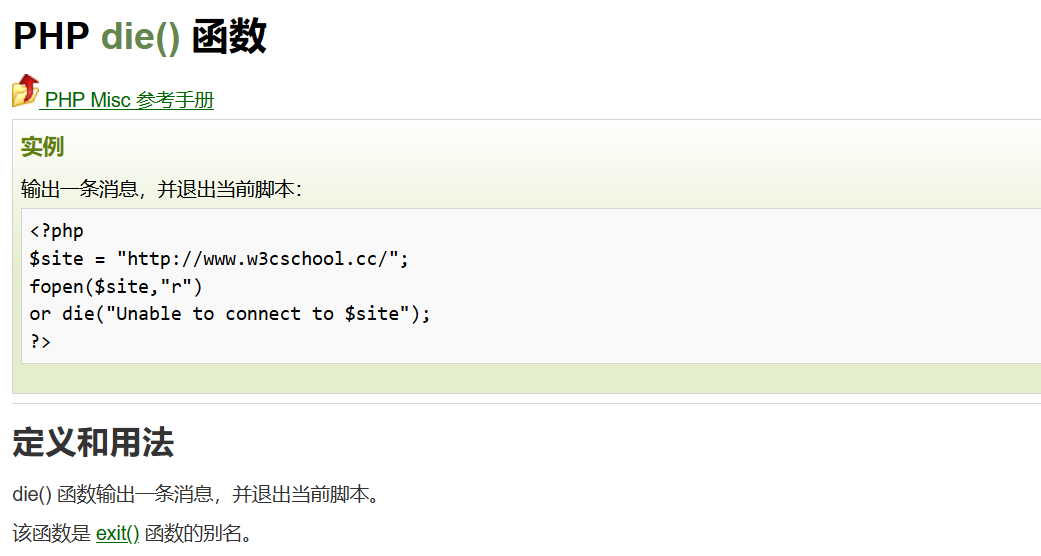 PHP die() 函数
PHP Misc 参考手册
实例
输出一条消息，并退出当前脚本：
<?php
$site = "http://www.w3cschool.cc/";
fopen($site,"r")
or die("Unable to connect to $site");
?>
定义和用法
die() 函数输出一条消息，并退出当前脚本。
该函数是 exit() 函数的别名。